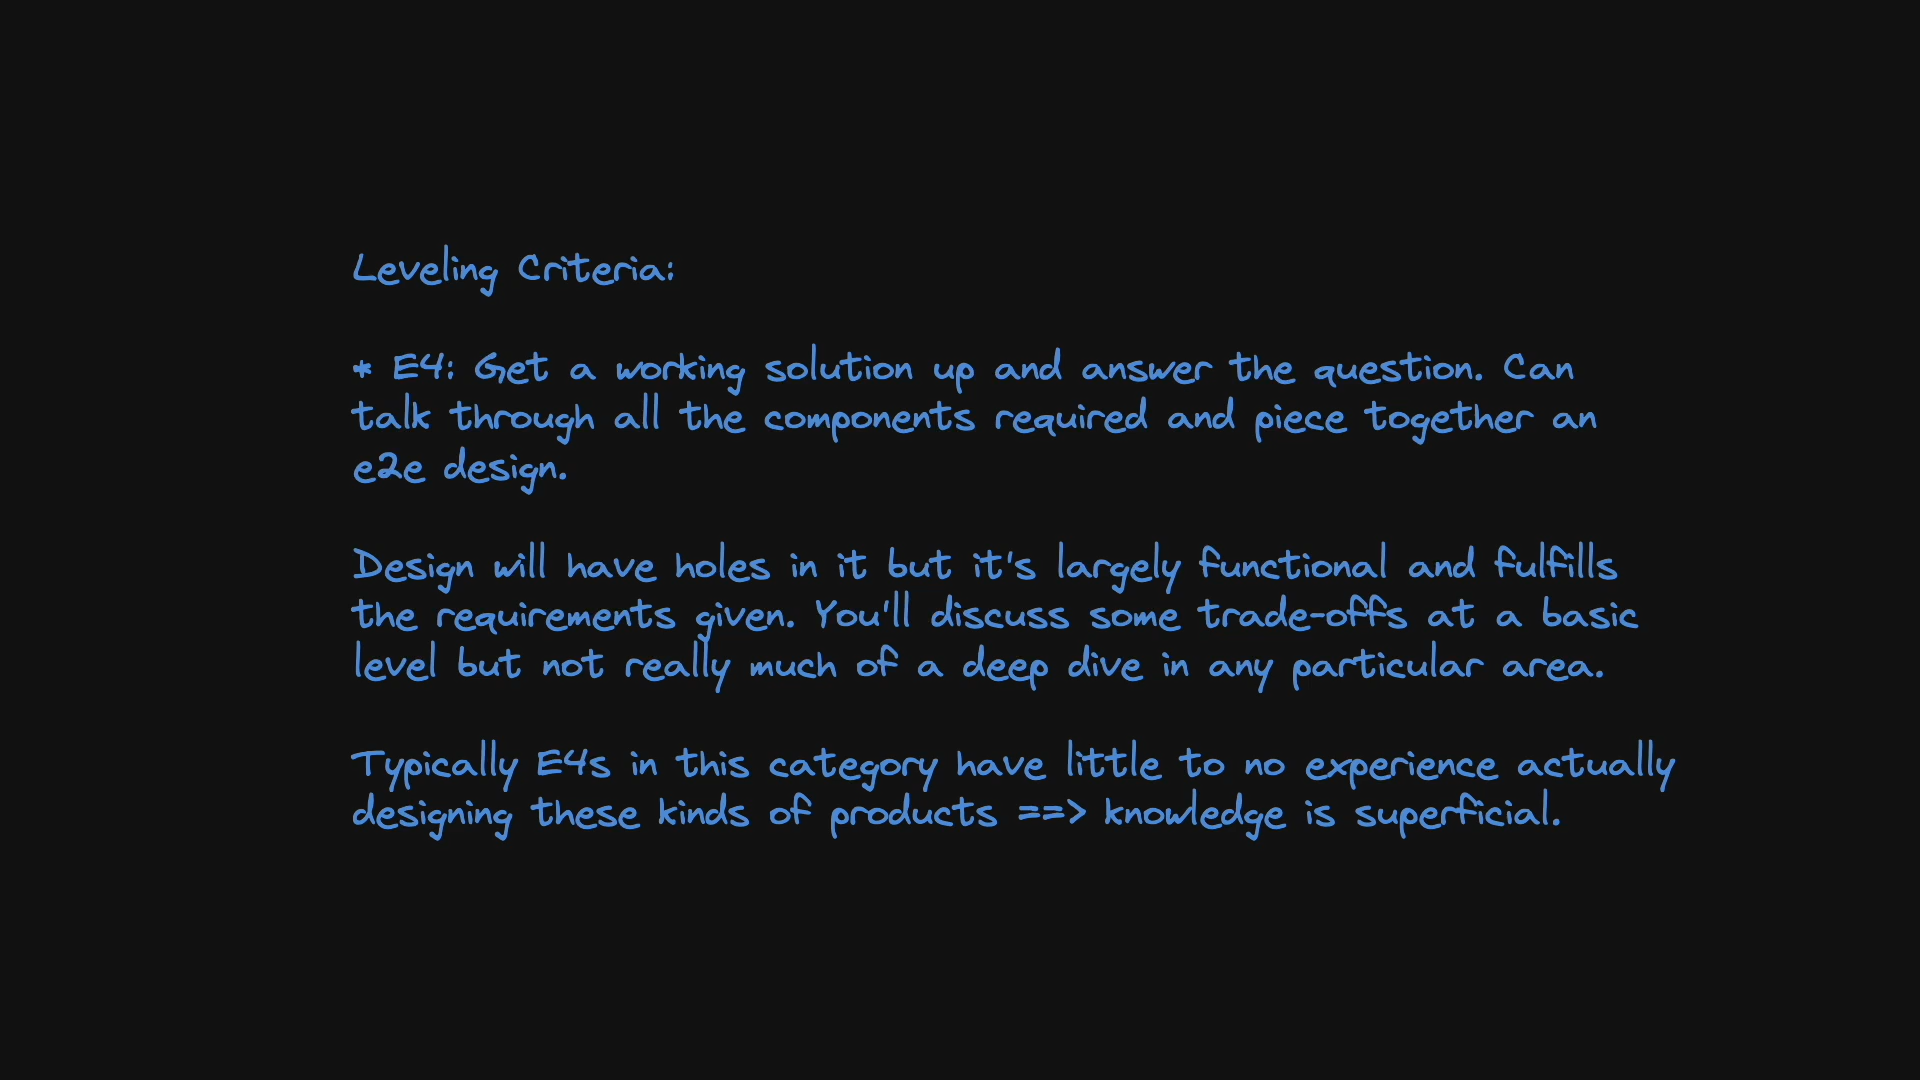 Leveling Criteria:
* E4: Get a working solution up and answer the question. Can
talk through all the components required and piece together an
e2e design.
Design will have holes in it but it's largely functional and fulfills
the requirements given. You'll discuss some trade-offs at a basic
level but not really much of a deep dive in any particular area.
Typically E4s in this category have little to no experience actually
designing these kinds of products ==> knowledge is superficial.